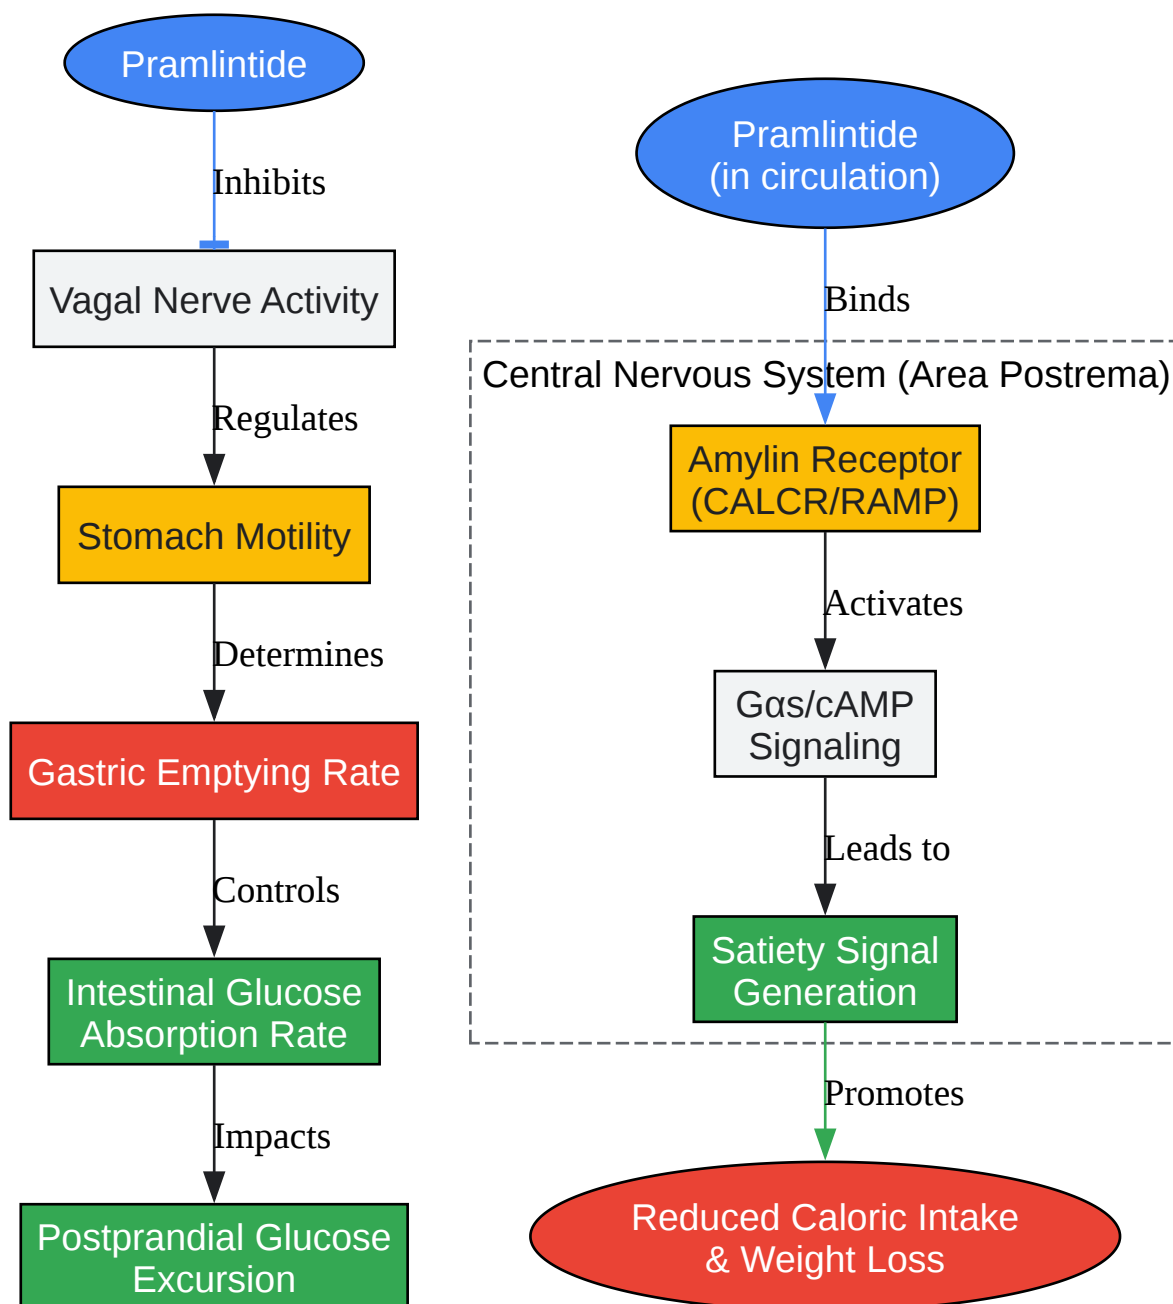 Pramlintide
Inhibits
Vagal Nerve Activity
Regulates
Stomach Motility
Determines
Gastric Emptying Rate
Controls
Intestinal Glucose
Absorption Rate
Impacts
Postprandial Glucose
Excursion
Pramlintide
(in circulation)
Binds
Central Nervous System (Area Postrema)
Amylin Receptor
(CALCR/RAMP)
Activates
Gαs/cAMP
Signaling
Leads to
Satiety Signal
Generation
Promotes
Reduced Caloric Intake
& Weight Loss